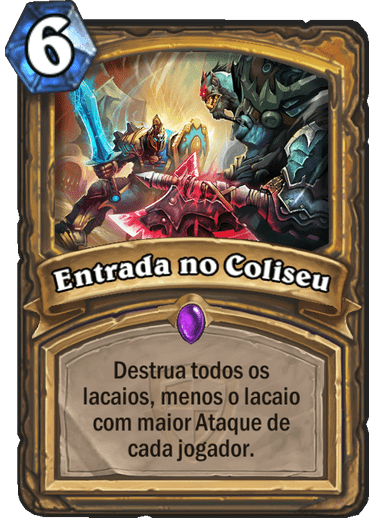 6
Entrada no Coliseu
Destrua todos os
lacaios, menos o lacaio
com maior Ataque de
cada jogador.